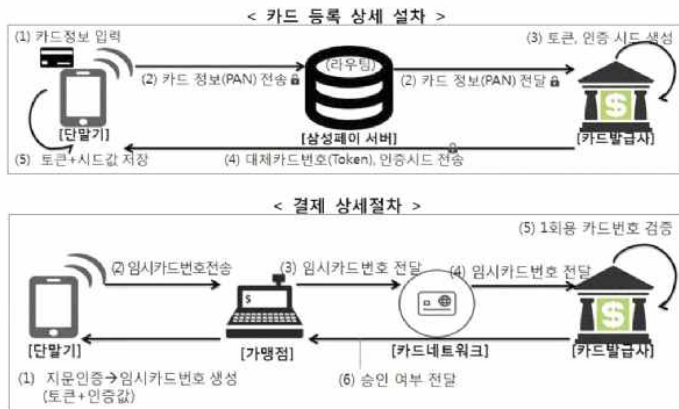 < 카드 등록 상세 설차 >
(1) 카드정보 입력
(3) 토큰, 인증 시드 생성
(라우팅)
(2) 카드 정보(PAN) 전송
(2) 카드 정보(PAN) 전달
$
[단말기]
[삼성페이 서버]
[카드발급사]
(5) 토큰+시드값 저장
(4) 대체카드번호(Token), 인증시드 전송
< 결제 상세절차 >
(5) 1회용 카드번호 검증
(2) 임시카드번호전송
(3) 임시카드번호 전달
(4) 임시카드번호 전달
$
$
[단말기]
[가맹점]
[카드네트워크]
[카드발급사]
(1) 지문인증→임시카드번호 생성
(토큰+인증값)
(6) 승인 여부 전달